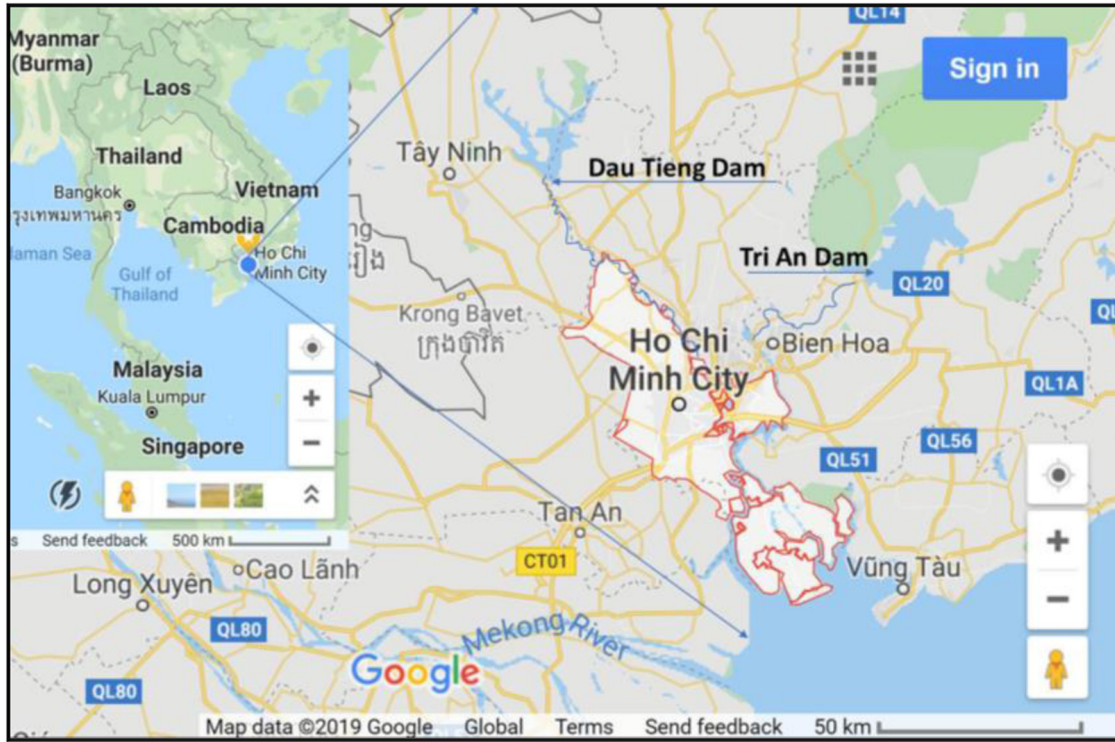 Myanmar
(Burma)
Laos
Thailand
Bangkok
กรุงเทพมหานคร
Vietnam
Cambodia
Ho Chi
Minh City
Gulf of
Thailand
Malaysia
Kuala Lumpur
Singapore
Send feedback 500 km
QL14
Sign in
Tây Ninh
Dau Tieng Dam
Tri An Dam
QL20
Krong Bavet
ក្រុងបាវិត
Ho Chi
Minh City
Bien Hoa
QL1A
QL56
QL51
Tan An
CT01
Vũng Tàu
Cao Lãnh
Long Xuyên
QL80
Mekong River
Google
QL80
Map data ©2019 Google Global Terms Send feedback 50 km